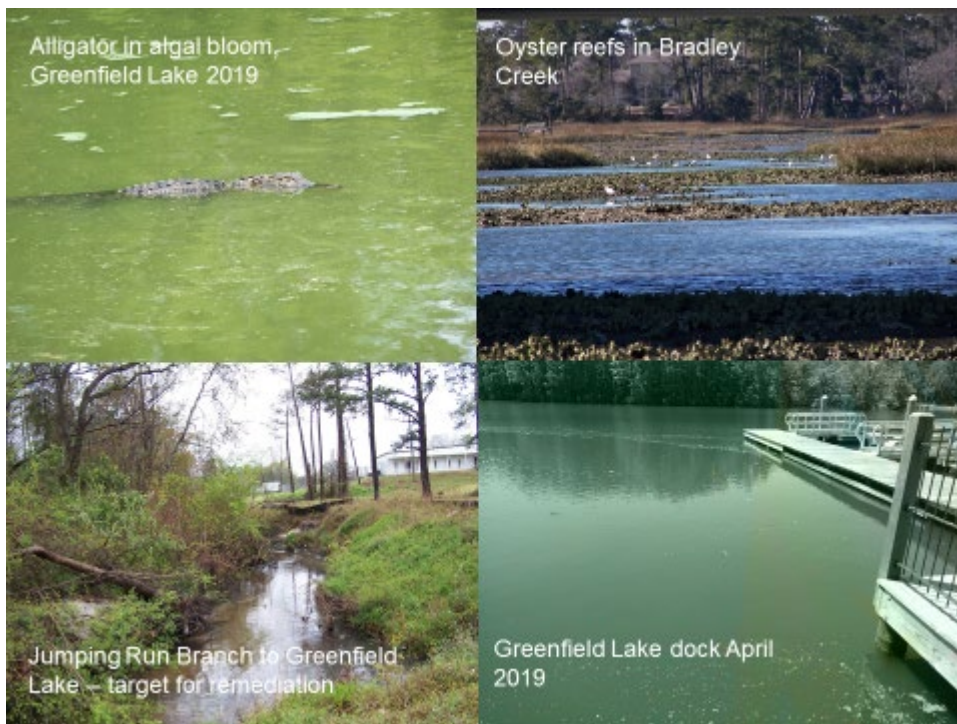 Alligator in algal bloom,
Greenfield Lake 2019
Oyster reefs in Bradley
Creek
Jumping Run Branch to Greenfield
Lake – target for remediation
Greenfield Lake dock April
2019